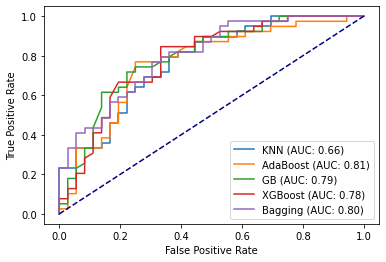 1.0
0.8
0.6
0.4
0.2
0.0
True Positive Rate
KNN (AUC: 0.66)
AdaBoost (AUC: 0.81)
GB (AUC: 0.79)
XGBoost (AUC: 0.78)
Bagging (AUC: 0.80)
0.0 0.2 0.4 0.6 0.8 1.0
False Positive Rate